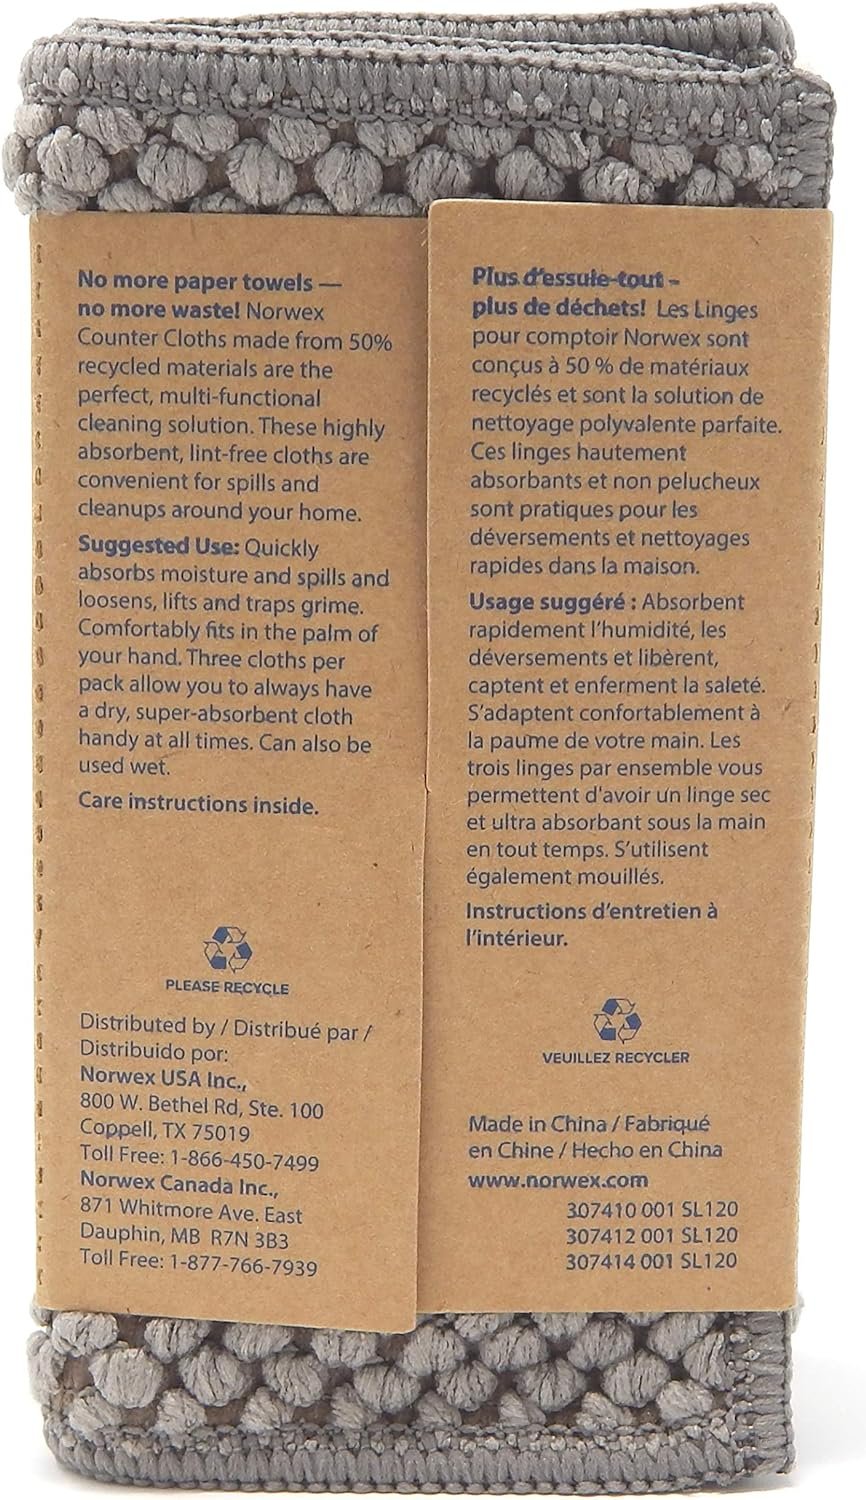 No more paper towels —
no more waste! Norwex
Counter Cloths made from 50%
recycled materials are the
perfect, multi-functional
cleaning solution. These highly
absorbent, lint-free cloths are
convenient for spills and
cleanups around your home.
Suggested Use: Quickly
absorbs moisture and spills and
loosens, lifts and traps grime.
Comfortably fits in the palm of
your hand. Three cloths per
pack allow you to always have
a dry, super-absorbent cloth
handy at all times. Can also be
used wet.
Care instructions inside.
PLEASE RECYCLE
Distributed by / Distribué par /
Distribuido por:
Norwex USA Inc.,
800 W. Bethel Rd, Ste. 100
Coppell, TX 75019
Toll Free: 1-866-450-7499
Norwex Canada Inc.,
871 Whitmore Ave. East
Dauphin, MB R7N 3B3
Toll Free: 1-877-766-7939
Plus d'essuie-tout –
plus de déchets! Les Linges
pour comptoir Norwex sont
conçus à 50 % de matériaux
recyclés et sont la solution de
nettoyage polyvalente parfaite.
Ces linges hautement
absorbants et non pelucheux
sont pratiques pour les
déversements et nettoyages
rapides dans la maison.
Usage suggéré : Absorbent
rapidement l'humidité, les
déversements et libèrent,
captent et enferment la saleté.
S'adaptent confortablement à
la paume de votre main. Les
trois linges par ensemble vous
permettent d'avoir un linge sec
et ultra absorbant sous la main
en tout temps. S'utilisent
également mouillés.
Instructions d'entretien à
l'intérieur.
VEUILLEZ RECYCLER
Made in China / Fabriqué
en Chine / Hecho en China
www.norwex.com
307410 001 SL120
307412 001 SL120
307414 001 SL120